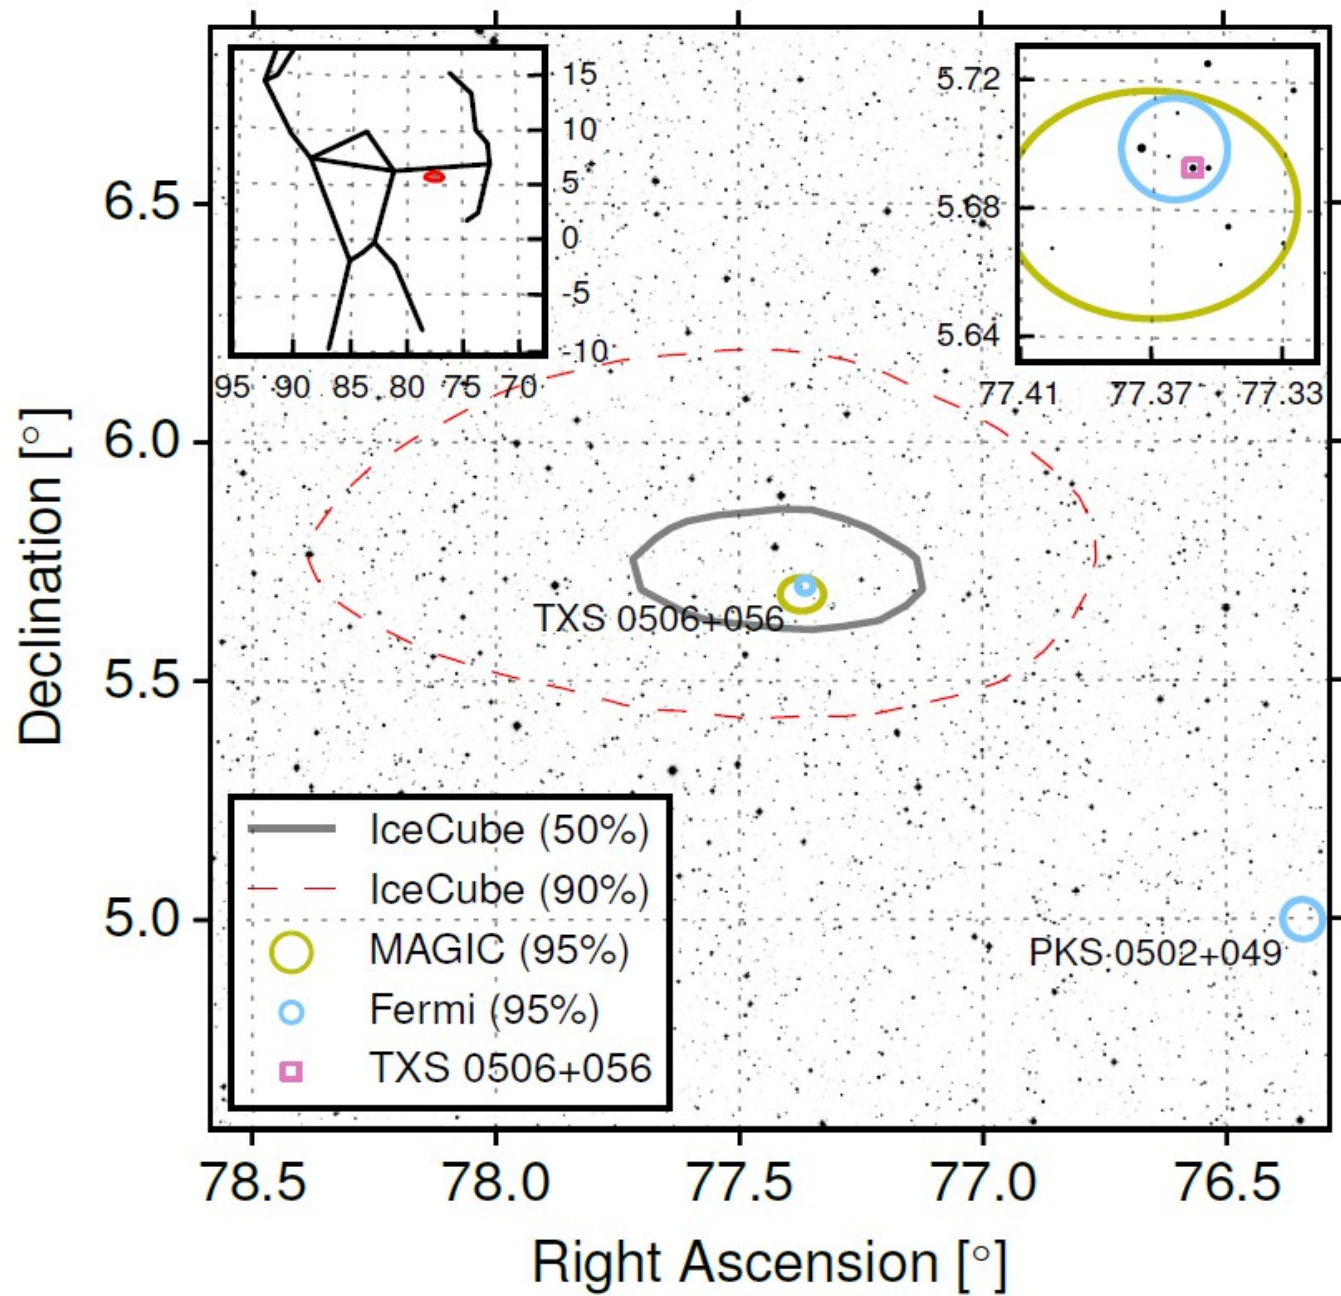 15
10
5
0
-5
-10
95 90 85 80 75 70
5.72
5.68
5.64
77.41 77.37 77.33
6.5
6.0
5.5
5.0
Declination [°]
TXS 0506+056
PKS 0502+049
IceCube (50%)
IceCube (90%)
MAGIC (95%)
Fermi (95%)
TXS 0506+056
78.5 78.0 77.5 77.0 76.5
Right Ascension [°]